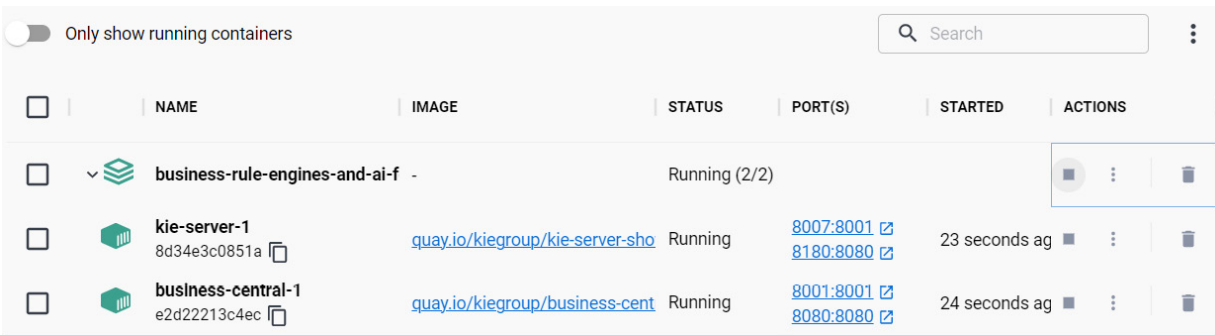 Only show running containers
Search
NAME IMAGE STATUS PORT(S) STARTED ACTIONS
business-rule-engines-and-ai-f - Running (2/2)
kie-server-1
8d34e3c0851a
quay.io/kiegroup/kie-server-sho Running
8007:8001
8180:8080
23 seconds ag
business-central-1
e2d22213c4ec
quay.io/kiegroup/business-cent Running
8001:8001
8080:8080
24 seconds ag